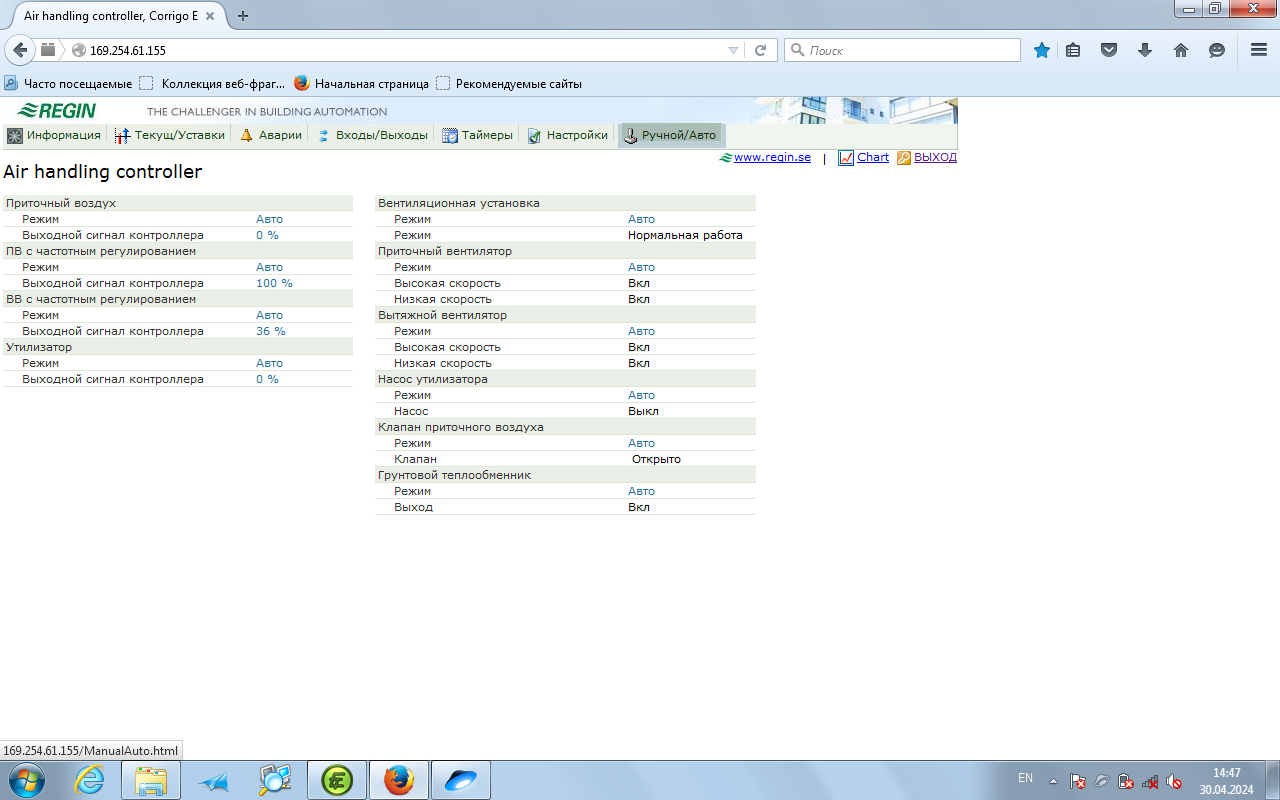 Air handling controller, Corrigo E
169.254.61.155
Поиск
Часто посещаемые Коллекция веб-фраг... Начальная страница Рекомендуемые сайты
REGIN THE CHALLENGER IN BUILDING AUTOMATION
Информация Текущ/Уставки Аварии Входы/Выходы Таймеры Настройки Ручной/Авто
www.regin.se | Chart ВЫХОД
Air handling controller
Приточный воздух
Режим Авто
Выходной сигнал контроллера 0 %
ПВ с частотным регулированием
Режим Авто
Выходной сигнал контроллера 100 %
ВВ с частотным регулированием
Режим Авто
Выходной сигнал контроллера 36 %
Утилизатор
Режим Авто
Выходной сигнал контроллера 0 %
Вентиляционная установка
Режим Авто
Режим Нормальная работа
Приточный вентилятор
Режим Авто
Высокая скорость Вкл
Низкая скорость Вкл
Вытяжной вентилятор
Режим Авто
Высокая скорость Вкл
Низкая скорость Вкл
Насос утилизатора
Режим Авто
Насос Выкл
Клапан приточного воздуха
Режим Авто
Клапан Открыто
Грунтовой теплообменник
Режим Авто
Выход Вкл
169.254.61.155/ManualAuto.html
EN
14:47
30.04.2024